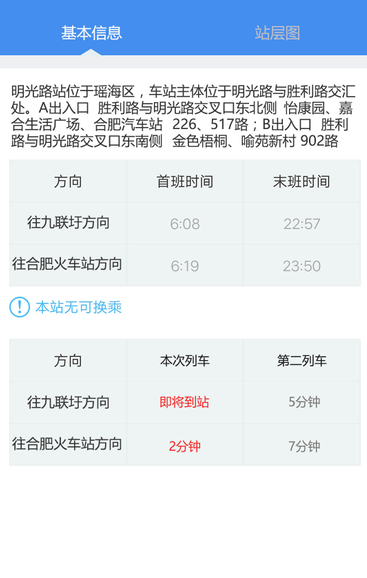 基本信息 站层图
明光路站位于瑶海区，车站主体位于明光路与胜利路交汇
处。A出入口 胜利路与明光路交叉口东北侧 怡康园、嘉
合生活广场、合肥汽车站 226、517路；B出入口 胜利
路与明光路交叉口东南侧 金色梧桐、喻苑新村 902路
方向 首班时间 末班时间
往九联圩方向 6:08 22:57
往合肥火车站方向 6:19 23:50
本站无可换乘
方向 本次列车 第二列车
往九联圩方向 即将到站 5分钟
往合肥火车站方向 2分钟 7分钟